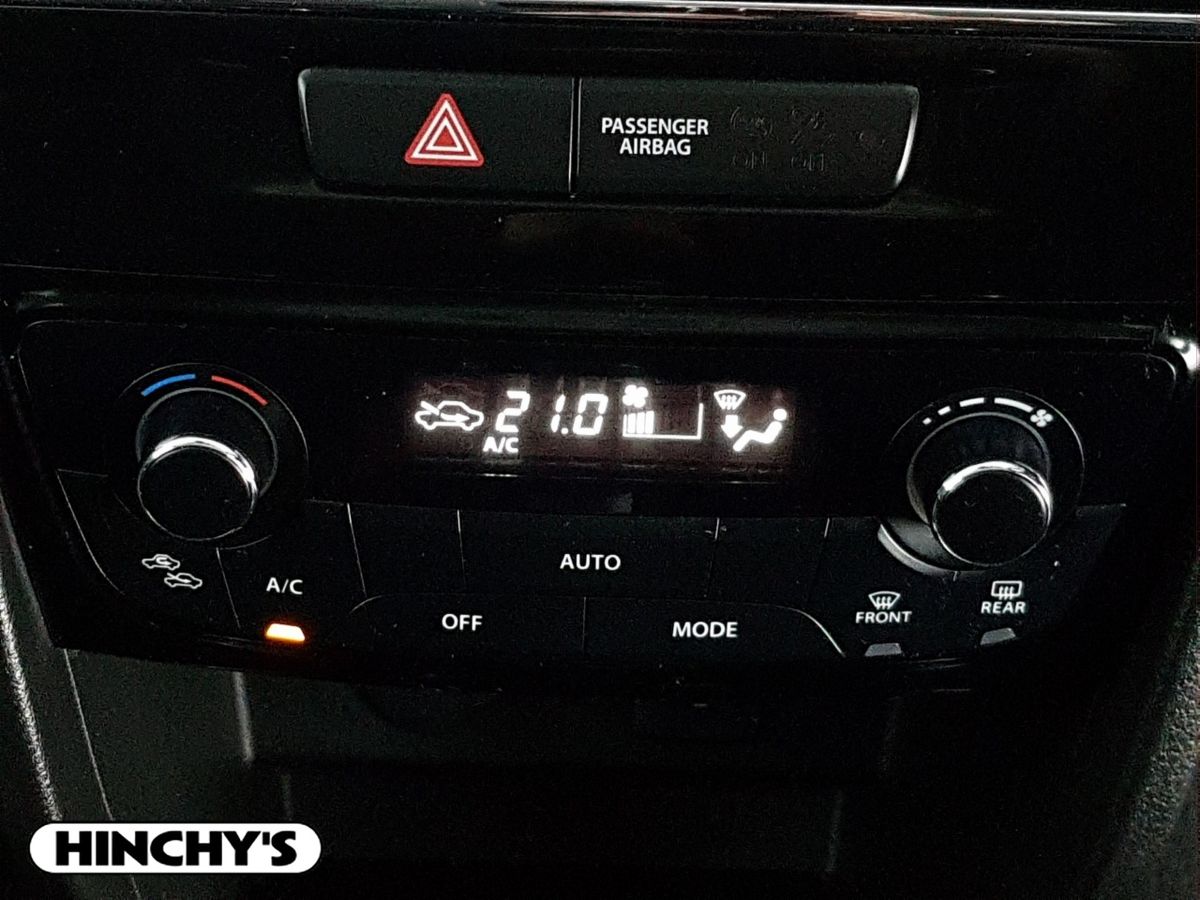 PASSENGER
AIRBAG
21.0
A/C
A/C
AUTO
OFF
MODE
FRONT
REAR
HINCHY'S